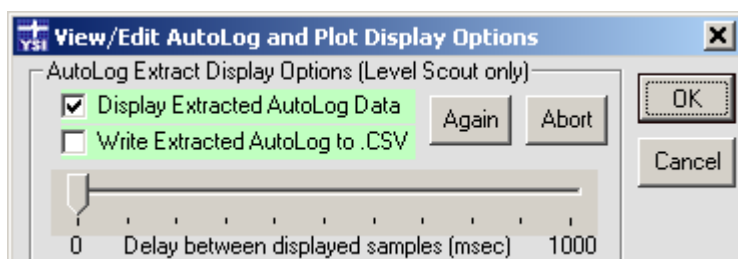 YSI View/Edit AutoLog and Plot Display Options
AutoLog Extract Display Options (Level Scout only)
Display Extracted AutoLog Data
Write Extracted AutoLog to .CSV
Again
Abort
OK
Cancel
0 Delay between displayed samples (msec) 1000